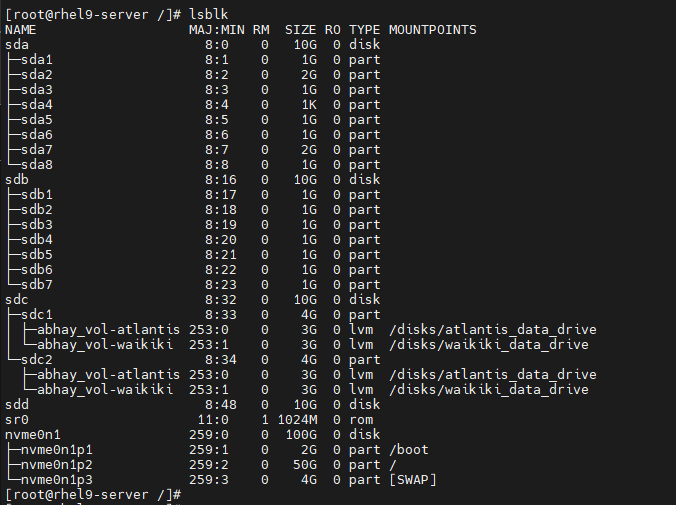 [root@rhel9-server /]# lsblk
NAME                   MAJ:MIN RM   SIZE RO TYPE MOUNTPOINTS
sda                      8:0    0    10G  0 disk
├─sda1                   8:1    0     1G  0 part
├─sda2                   8:2    0     2G  0 part
├─sda3                   8:3    0     1G  0 part
├─sda4                   8:4    0     1K  0 part
├─sda5                   8:5    0     1G  0 part
├─sda6                   8:6    0     1G  0 part
├─sda7                   8:7    0     2G  0 part
└─sda8                   8:8    0     1G  0 part
sdb                      8:16   0    10G  0 disk
├─sdb1                   8:17   0     1G  0 part
├─sdb2                   8:18   0     1G  0 part
├─sdb3                   8:19   0     1G  0 part
├─sdb4                   8:20   0     1G  0 part
├─sdb5                   8:21   0     1G  0 part
├─sdb6                   8:22   0     1G  0 part
└─sdb7                   8:23   0     1G  0 part
sdc                      8:32   0    10G  0 disk
├─sdc1                   8:33   0     4G  0 part
│ ├─abhay_vol-atlantis 253:0    0     3G  0 lvm  /disks/atlantis_data_drive
│ └─abhay_vol-waikiki  253:1    0     3G  0 lvm  /disks/waikiki_data_drive
└─sdc2                   8:34   0     4G  0 part
  ├─abhay_vol-atlantis 253:0    0     3G  0 lvm  /disks/atlantis_data_drive
  └─abhay_vol-waikiki  253:1    0     3G  0 lvm  /disks/waikiki_data_drive
sdd                      8:48   0    10G  0 disk
sr0                     11:0    1  1024M  0 rom
nvme0n1                259:0    0   100G  0 disk
├─nvme0n1p1            259:1    0     2G  0 part /boot
├─nvme0n1p2            259:2    0    50G  0 part /
└─nvme0n1p3            259:3    0     4G  0 part [SWAP]
[root@rhel9-server /]#